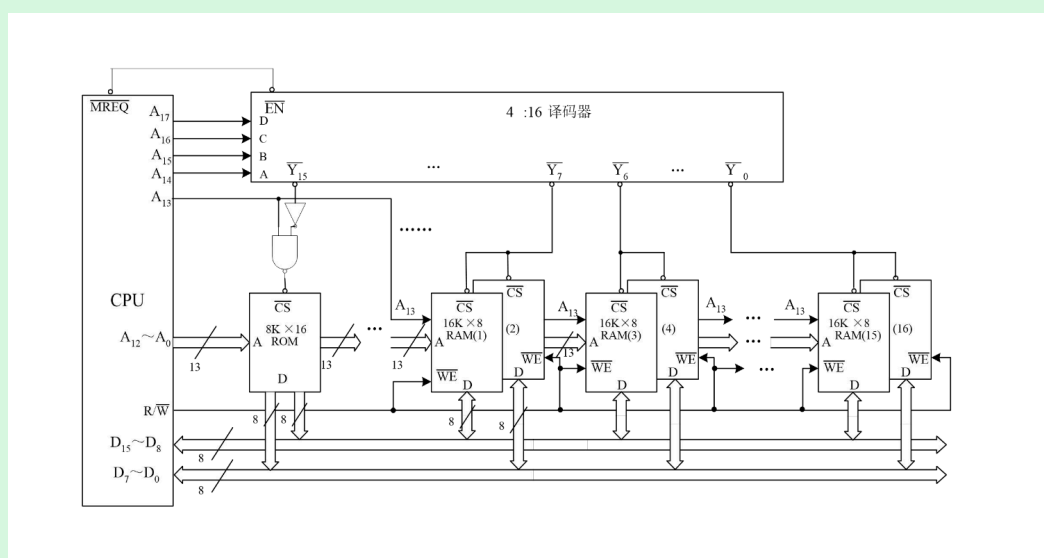 MREQ
A17
A16
A15
A14
A13
EN
D
C
B
A
4 :16 译码器
Y15
...
Y7
Y6
...
Y0
......
CPU
A12～A0
13
CS
8K×16
ROM
A
D
13
...
13
A13
CS
16K×8
RAM(1)
A
WE
D
CS
(2)
WE
A13
13
CS
16K×8
RAM(3)
A
WE
D
CS
(4)
WE
A13
...
...
...
A13
CS
16K×8
RAM(15)
A
WE
D
CS
(16)
WE
R/W
8
8
8
8
D15～D8
8
D7～D0
8